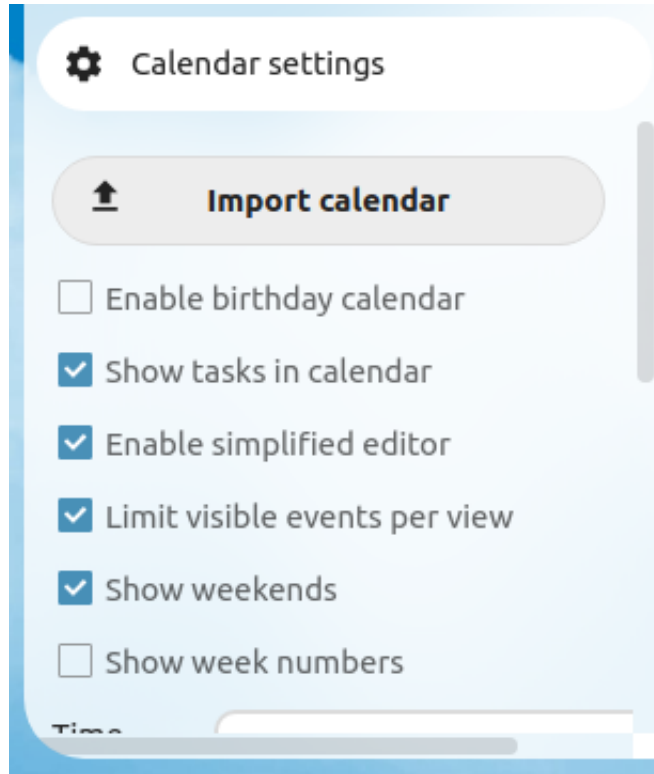 Calendar settings
Import calendar
Enable birthday calendar
Show tasks in calendar
Enable simplified editor
Limit visible events per view
Show weekends
Show week numbers
Time